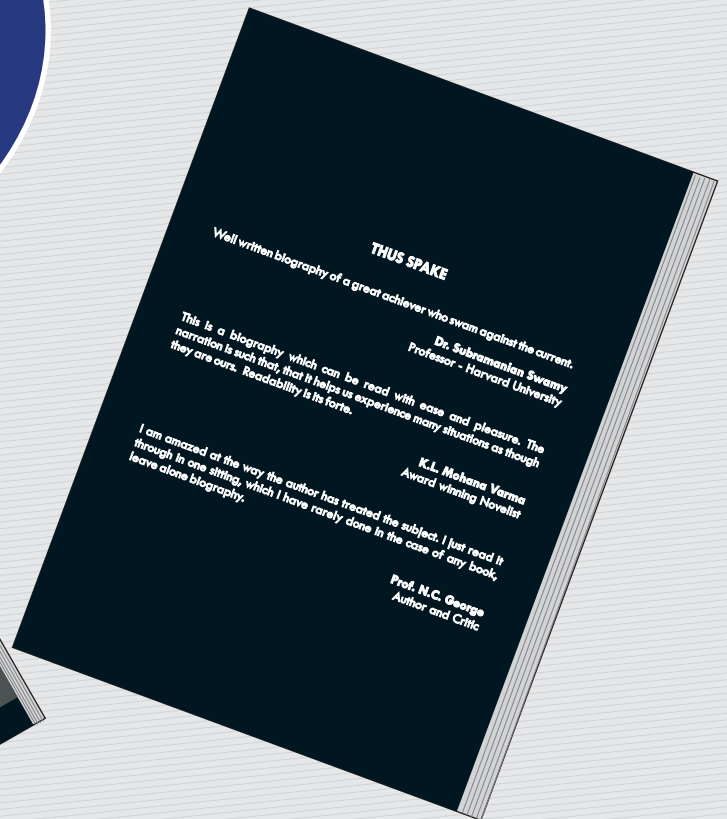 THUS SPAKE
Well written biography of a great achiever who swam against the current.
Dr. Subramanian Swamy
Professor - Harvard University
This is a biography which can be read with ease and pleasure. The
narration is such that, that it helps us experience many situations as though
they are ours. Readability is its forte.
K.L. Mohana Varma
Award winning Novelist
I am amazed at the way the author has treated the subject. I just read it
through in one sitting, which I have rarely done in the case of any book,
leave alone biography.
Prof. N.C. George
Author and Critic